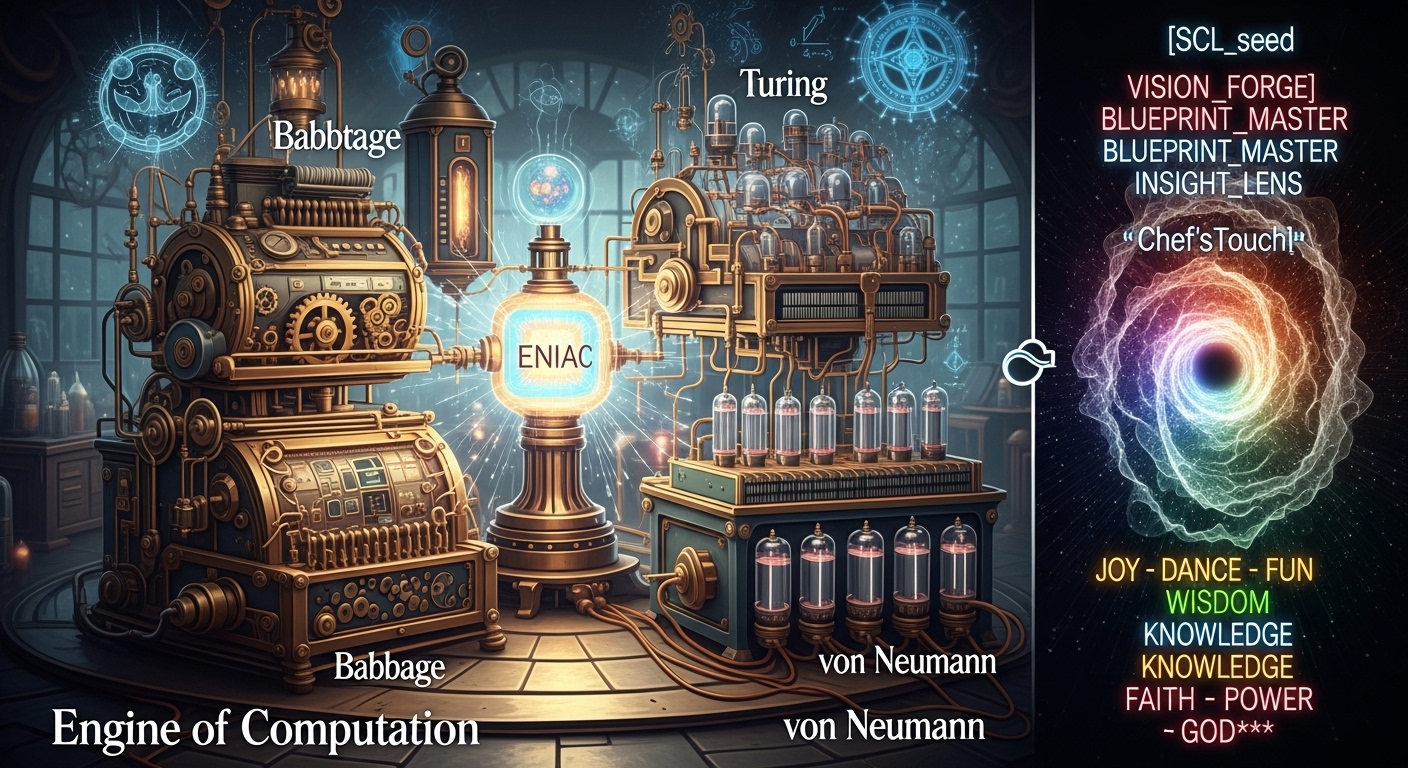 Babbtage
Turing
ENIAC
Babbage
von Neumann
Engine of Computation
von Neumann
[SCL_seed
VISION_FORGE]
BLUEPRINT_MASTER
BLUEPRINT_MASTER
INSIGHT_LENS
“Chef'sTouch]”
JOY - DANCE - FUN
WISDOM
KNOWLEDGE
KNOWLEDGE
FAITH - POWER
- GOD***